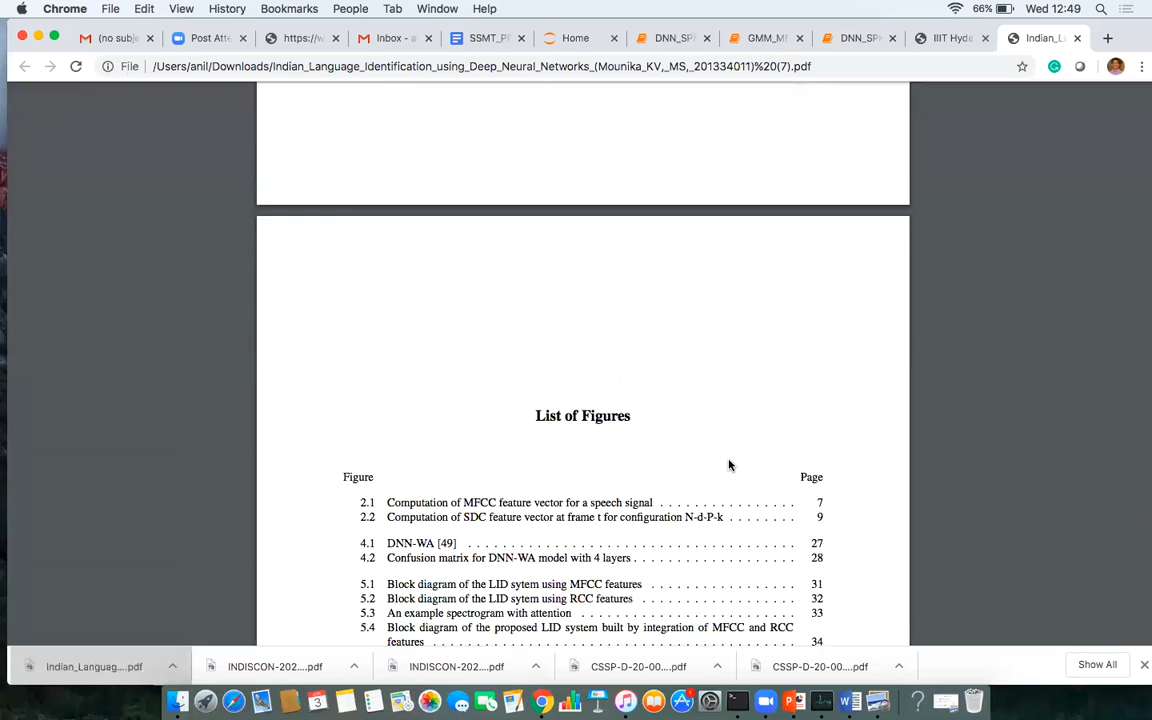 Chrome File Edit View History Bookmarks People Tab Window Help 66% Wed 12:49
(no subje Post Atte https://w Inbox - a SSMT_P Home DNN_SP GMM_M DNN_SP IIIT Hyde Indian_L
File /Users/anil/Downloads/Indian_Language_Identification_using_Deep_Neural_Networks_(Mounika_KV,_MS,_201334011)%20(7).pdf
List of Figures
Figure Page
2.1 Computation of MFCC feature vector for a speech signal . . . . . . . . . . . . . . . . 7
2.2 Computation of SDC feature vector at frame t for configuration N-d-P-k . . . . . . . . 9
4.1 DNN-WA [49] . . . . . . . . . . . . . . . . . . . . . . . . . . . . . . . . . . . . . . 27
4.2 Confusion matrix for DNN-WA model with 4 layers . . . . . . . . . . . . . . . . . . . 28
5.1 Block diagram of the LID sytem using MFCC features . . . . . . . . . . . . . . . . . 31
5.2 Block diagram of the LID sytem using RCC features . . . . . . . . . . . . . . . . . . 32
5.3 An example spectrogram with attention . . . . . . . . . . . . . . . . . . . . . . . . . 33
5.4 Block diagram of the proposed LID system built by integration of MFCC and RCC
features . . . . . . . . . . . . . . . . . . . . . . . . . . . . . . . . . . . . . . . . . 34
Indian_Languag....pdf INDISCON-202....pdf INDISCON-202....pdf CSSP-D-20-00....pdf CSSP-D-20-00....pdf Show All
3